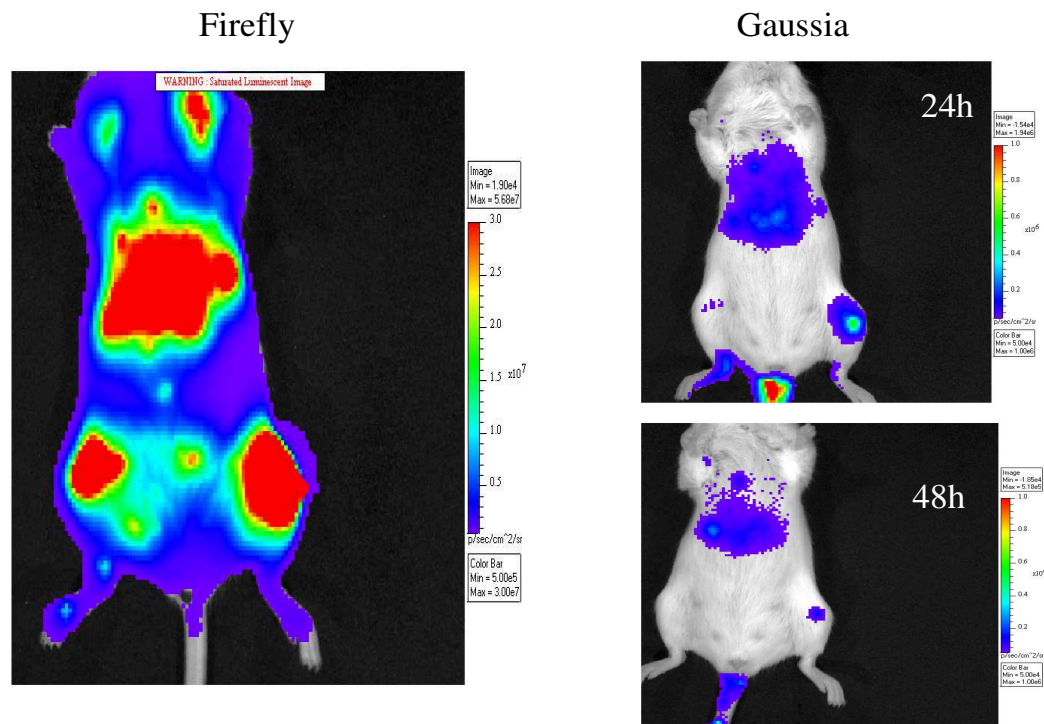 Firefly
Gaussia
WARNING : Saturated Luminescent Image
Image
Min = 1.90e4
Max = 5.68e7
3.0
2.5
2.0
1.5
x10^7
1.0
0.5
p/sec/cm^2/sr
Color Bar
Min = 5.00e5
Max = 3.00e7
24h
Image
Min = -1.54e4
Max = 1.94e6
1.0
0.8
0.6
x10^6
0.4
0.2
p/sec/cm^2/sr
Color Bar
Min = 5.00e4
Max = 1.00e6
48h
Image
Min = -1.85e4
Max = 5.18e5
1.0
0.8
0.6
0.4
0.2
p/sec/cm^2/sr
Color Bar
Min = 5.00e4
Max = 1.00e6